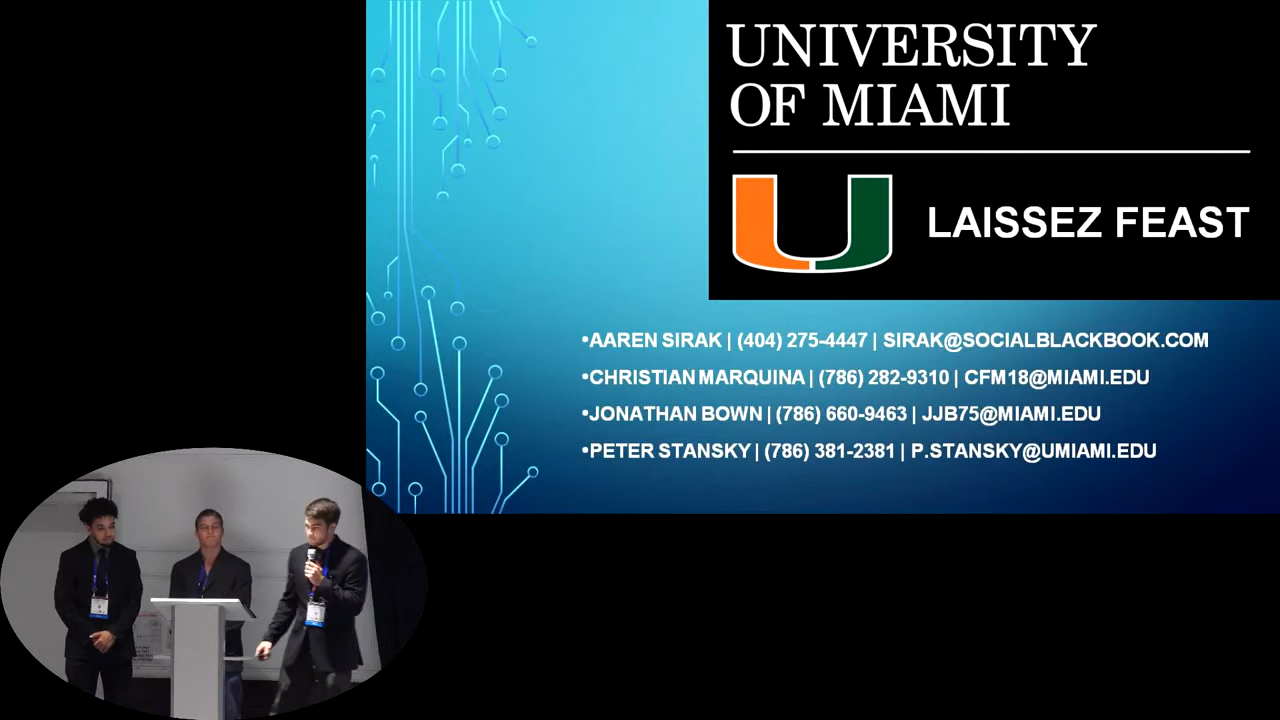 UNIVERSITY
OF MIAMI
LAISSEZ FEAST
•AAREN SIRAK | (404) 275-4447 | SIRAK@SOCIALBLACKBOOK.COM
•CHRISTIAN MARQUINA | (786) 282-9310 | CFM18@MIAMI.EDU
•JONATHAN BOWN | (786) 660-9463 | JJB75@MIAMI.EDU
•PETER STANSKY | (786) 381-2381 | P.STANSKY@UMIAMI.EDU